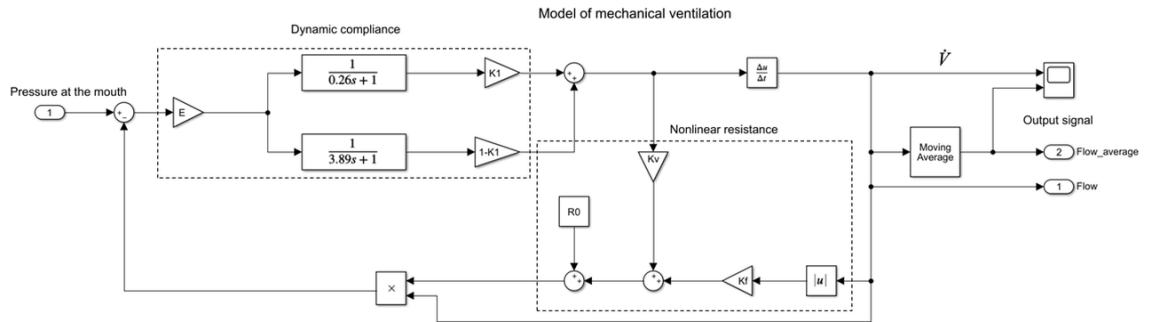 Model of mechanical ventilation
Dynamic compliance
Pressure at the mouth
1
+
−
E
1
0.26s + 1
K1
1
3.89s + 1
1-K1
+
+
Δu
Δt
V̇
Output signal
Moving
Average
2
Flow_average
1
Flow
Nonlinear resistance
Kv
R0
+
+
+
+
Kf
|u|
×